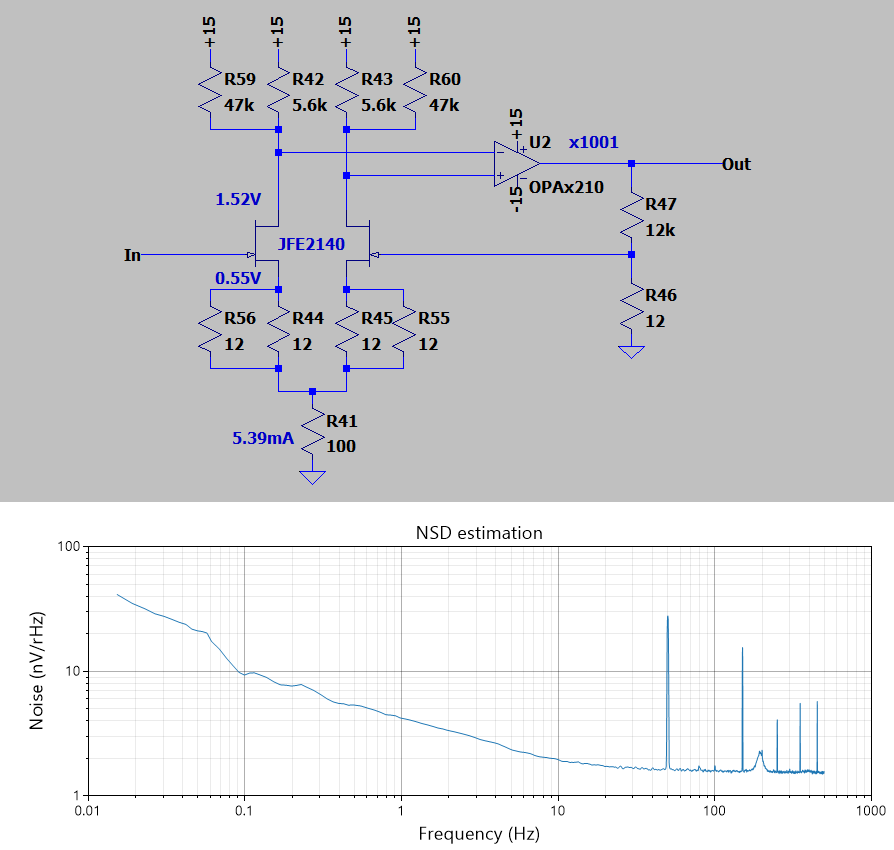 +15 +15 +15 +15
R59 R42 R43 R60
47k 5.6k 5.6k 47k
+15
U2 x1001
- +
+ -
Out
-15 OPAx210
1.52V
R47
12k
In JFE2140
0.55V
R56 R44 R45 R55
12 12 12 12
R46
12
R41
5.39mA 100
NSD estimation
100
10
1
Noise (nV/rHz)
0.01 0.1 1 10 100 1000
Frequency (Hz)